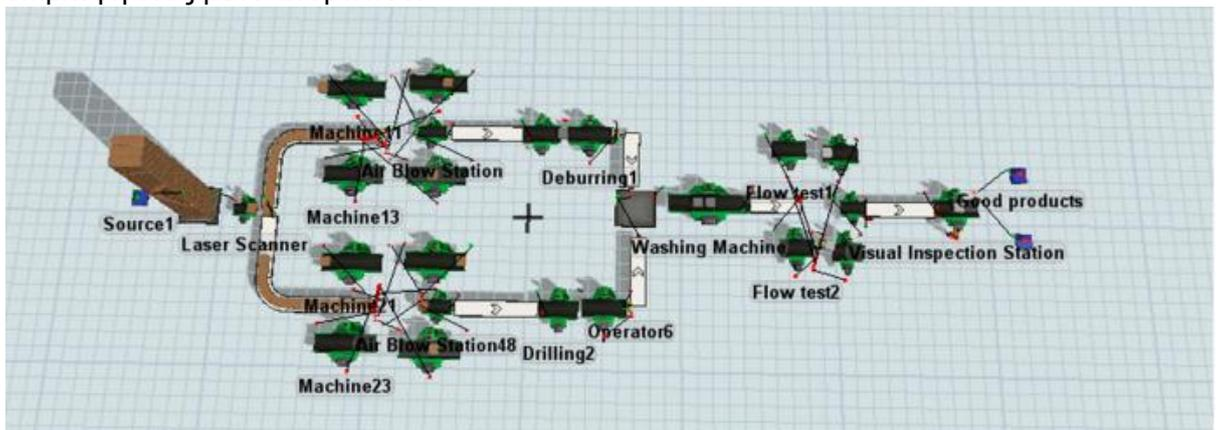 Machine11
Air Blow Station
Deburring1
Machine13
Source1
Laser Scanner
Flow test1
Good products
Washing Machine
Visual Inspection Station
Machine21
Flow test2
Operator6
Air Blow Station48
Drilling2
Machine23